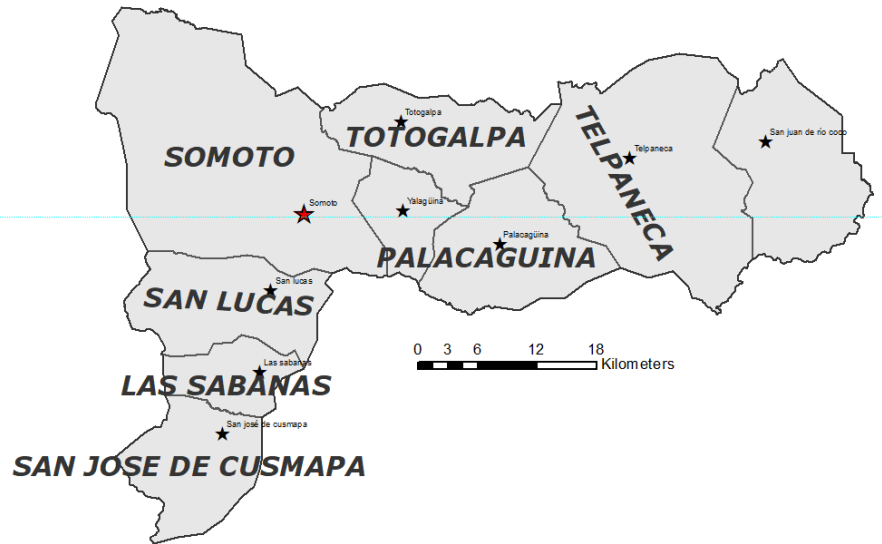 Totogalpa
TOTOGALPA
SOMOTO
Somoto
Yalagüina
TELPANECA
Telpaneca
San juan de río coco
Palacagüina
PALACAGUINA
San lucas
SAN LUCAS
0 3 6 12 18
Kilometers
Las sabanas
LAS SABANAS
San josé de cusmapa
SAN JOSE DE CUSMAPA